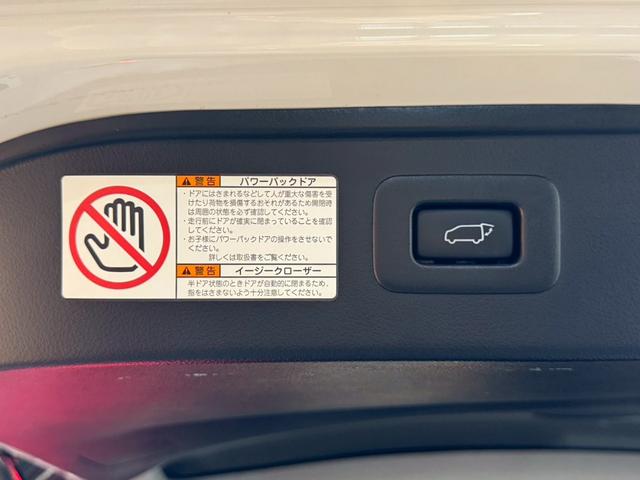 警告 パワーバックドア
・ドアにはさまれるなどして人が重大な傷害を受
けたり荷物を損傷するおそれがあるため開閉時
は周囲の状態を必ず確認してください。
・走行前にドアが確実に閉まっていることを確認
してください。
・お子様にパワーバックドアの操作をさせないで
ください。
詳しくは取扱書をご覧ください。
警告 イージークローザー
半ドア状態のときドアが自動的に閉まるため、
指をはさまないよう十分注意してください。